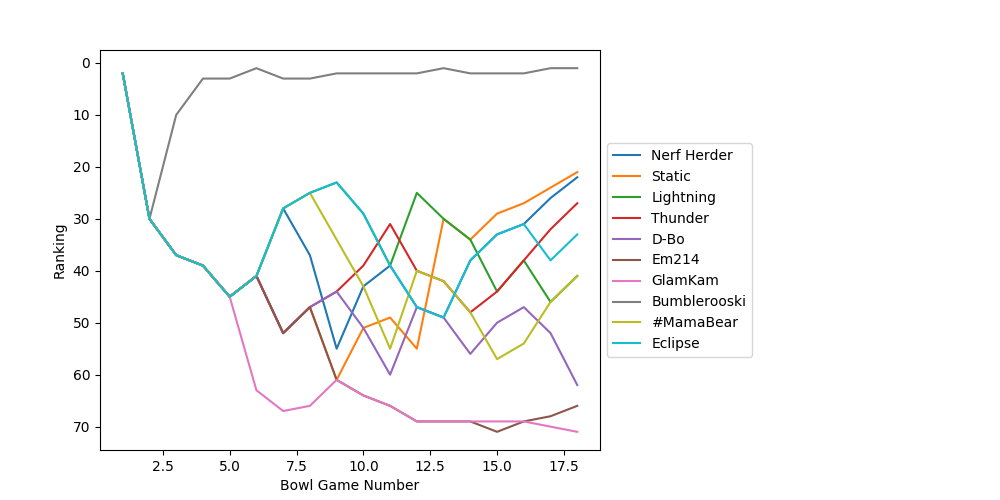 0
10
20
30
40
50
60
70
Ranking
2.5 5.0 7.5 10.0 12.5 15.0 17.5
Bowl Game Number
Nerf Herder
Static
Lightning
Thunder
D-Bo
Em214
GlamKam
Bumblerooski
#MamaBear
Eclipse